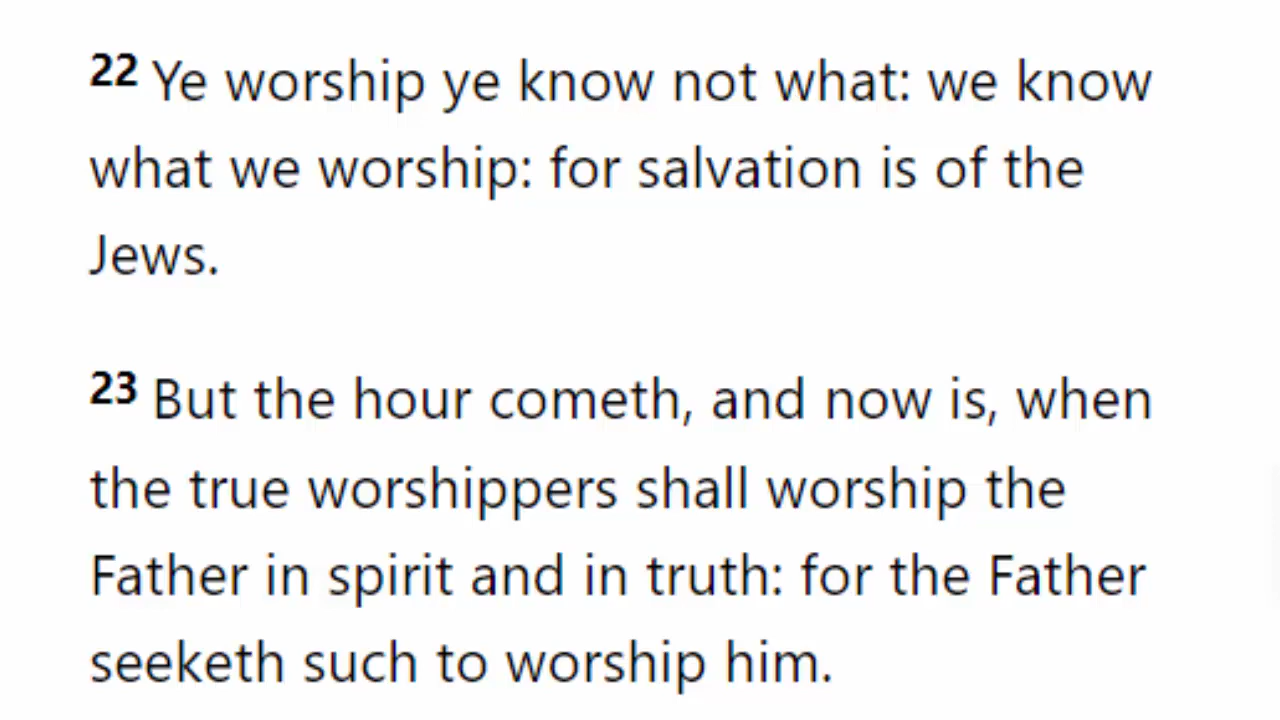 22 Ye worship ye know not what: we know
what we worship: for salvation is of the
Jews.
23 But the hour cometh, and now is, when
the true worshippers shall worship the
Father in spirit and in truth: for the Father
seeketh such to worship him.